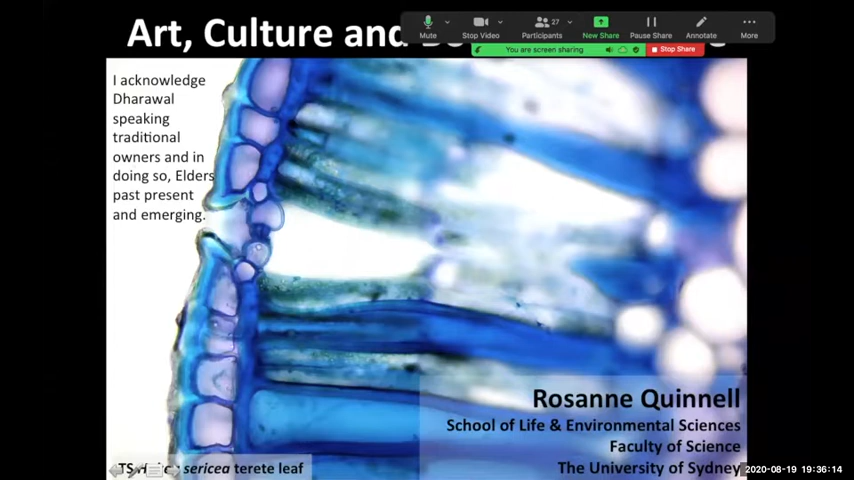 Art, Culture and
27
Mute
Stop Video
Participants
New Share
Pause Share
Annotate
More
You are screen sharing
Stop Share
I acknowledge
Dharawal
speaking
traditional
owners and in
doing so, Elders
past present
and emerging.
Rosanne Quinnell
School of Life & Environmental Sciences
Faculty of Science
The University of Sydney
TS sericea terete leaf
2020-08-19 19:36:14